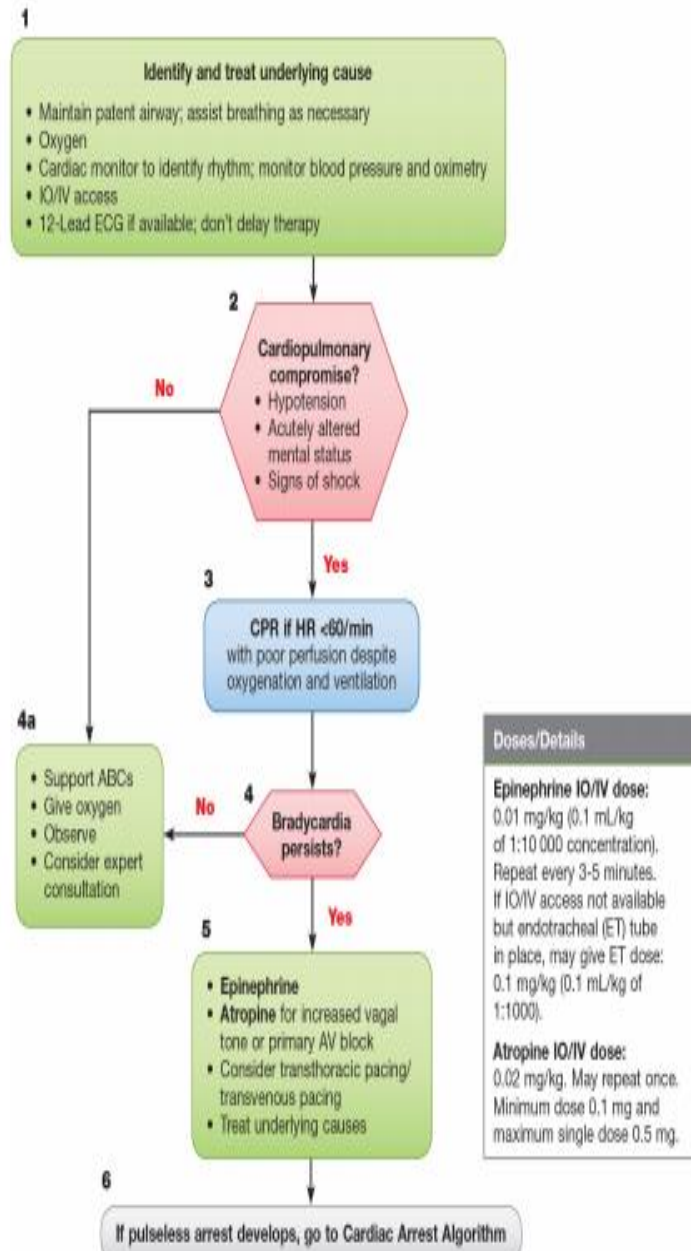 1
Identify and treat underlying cause
• Maintain patent airway; assist breathing as necessary
• Oxygen
• Cardiac monitor to identify rhythm; monitor blood pressure and oximetry
• IO/IV access
• 12-Lead ECG if available; don't delay therapy
2
Cardiopulmonary
compromise?
• Hypotension
• Acutely altered
mental status
• Signs of shock
No
Yes
3
CPR if HR <60/min
with poor perfusion despite
oxygenation and ventilation
4a
• Support ABCs
• Give oxygen
• Observe
• Consider expert
consultation
No
4
Bradycardia
persists?
Yes
5
• Epinephrine
• Atropine for increased vagal
tone or primary AV block
• Consider transthoracic pacing/
transvenous pacing
• Treat underlying causes
6
If pulseless arrest develops, go to Cardiac Arrest Algorithm
Doses/Details
Epinephrine IO/IV dose:
0.01 mg/kg (0.1 mL/kg
of 1:10 000 concentration).
Repeat every 3-5 minutes.
If IO/IV access not available
but endotracheal (ET) tube
in place, may give ET dose:
0.1 mg/kg (0.1 mL/kg of
1:1000).
Atropine IO/IV dose:
0.02 mg/kg. May repeat once.
Minimum dose 0.1 mg and
maximum single dose 0.5 mg.